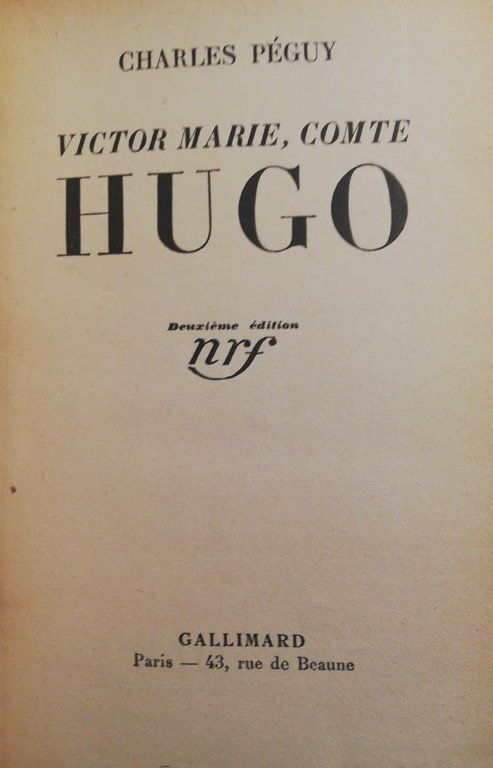 CHARLES PÉGUY
VICTOR MARIE, COMTE
HUGO
Deuxième édition
nrf
GALLIMARD
Paris — 43, rue de Beaune